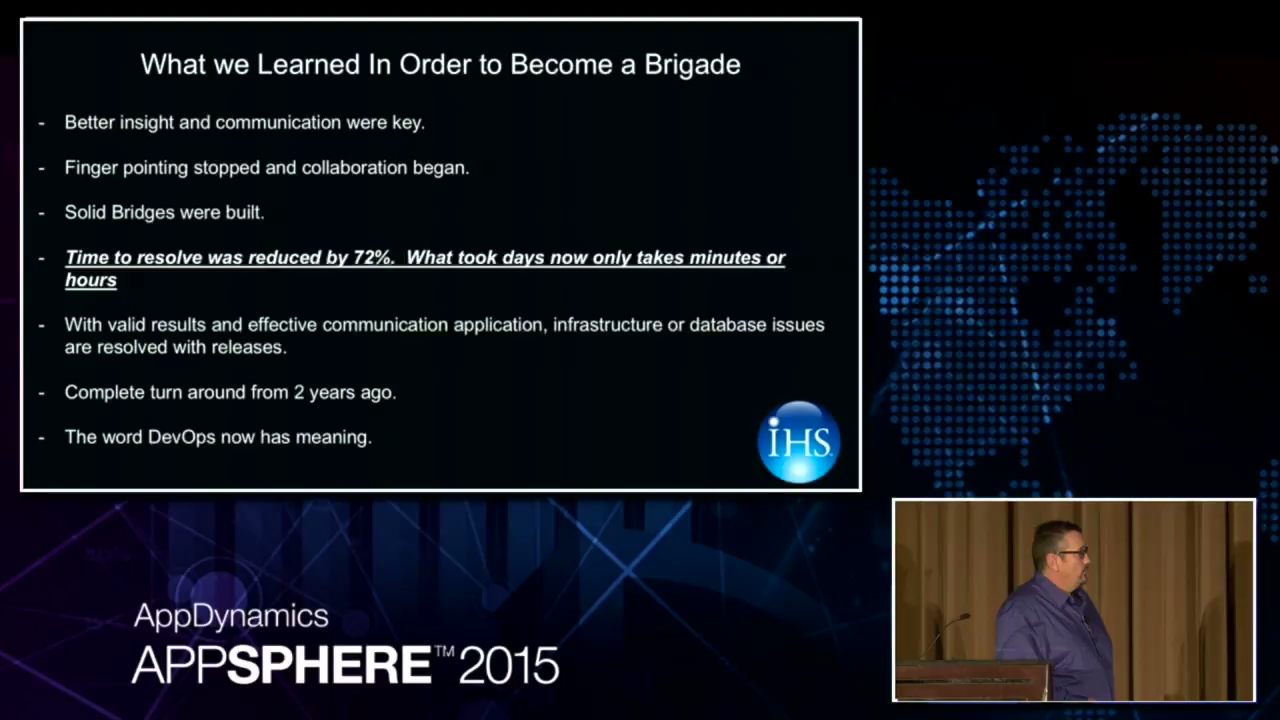 What we Learned In Order to Become a Brigade
- Better insight and communication were key.
- Finger pointing stopped and collaboration began.
- Solid Bridges were built.
- Time to resolve was reduced by 72%.  What took days now only takes minutes or
hours
- With valid results and effective communication application, infrastructure or database issues
are resolved with releases.
- Complete turn around from 2 years ago.
- The word DevOps now has meaning.
iHS
AppDynamics
APPSPHERE™ 2015